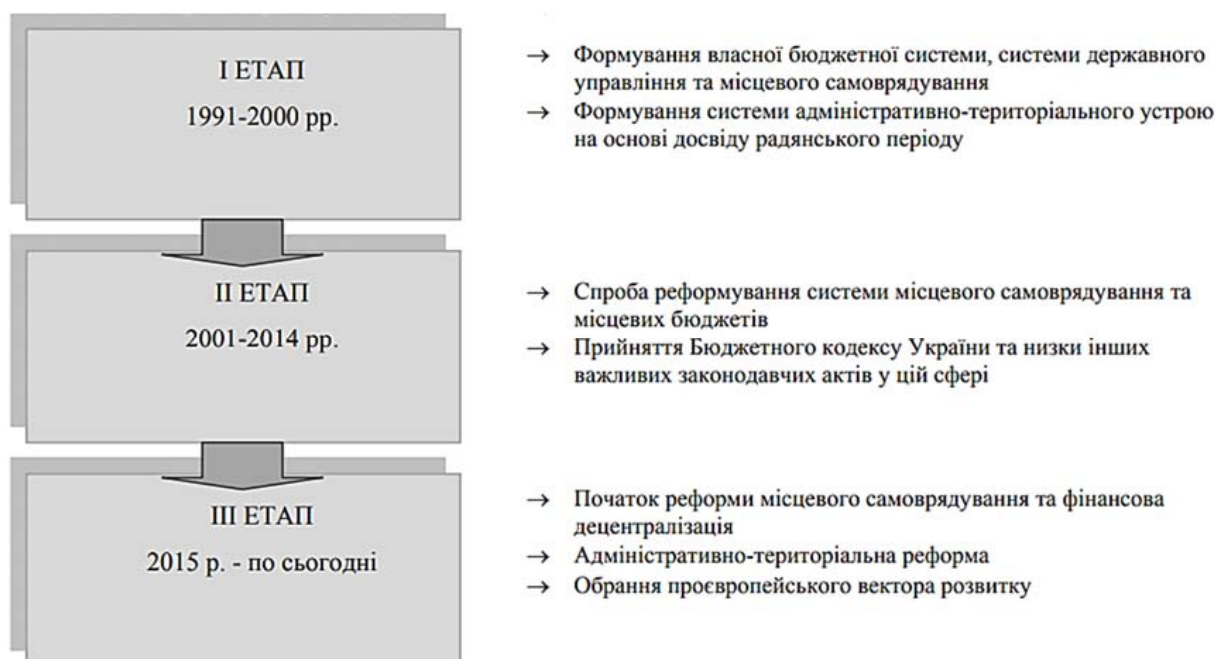 І ЕТАП
1991-2000 рр.
→ Формування власної бюджетної системи, системи державного
управління та місцевого самоврядування
→ Формування системи адміністративно-територіального устрою
на основі досвіду радянського періоду
ІІ ЕТАП
2001-2014 рр.
→ Спроба реформування системи місцевого самоврядування та
місцевих бюджетів
→ Прийняття Бюджетного кодексу України та низки інших
важливих законодавчих актів у цій сфері
ІІІ ЕТАП
2015 р. - по сьогодні
→ Початок реформи місцевого самоврядування та фінансова
децентралізація
→ Адміністративно-територіальна реформа
→ Обрання проєвропейського вектора розвитку